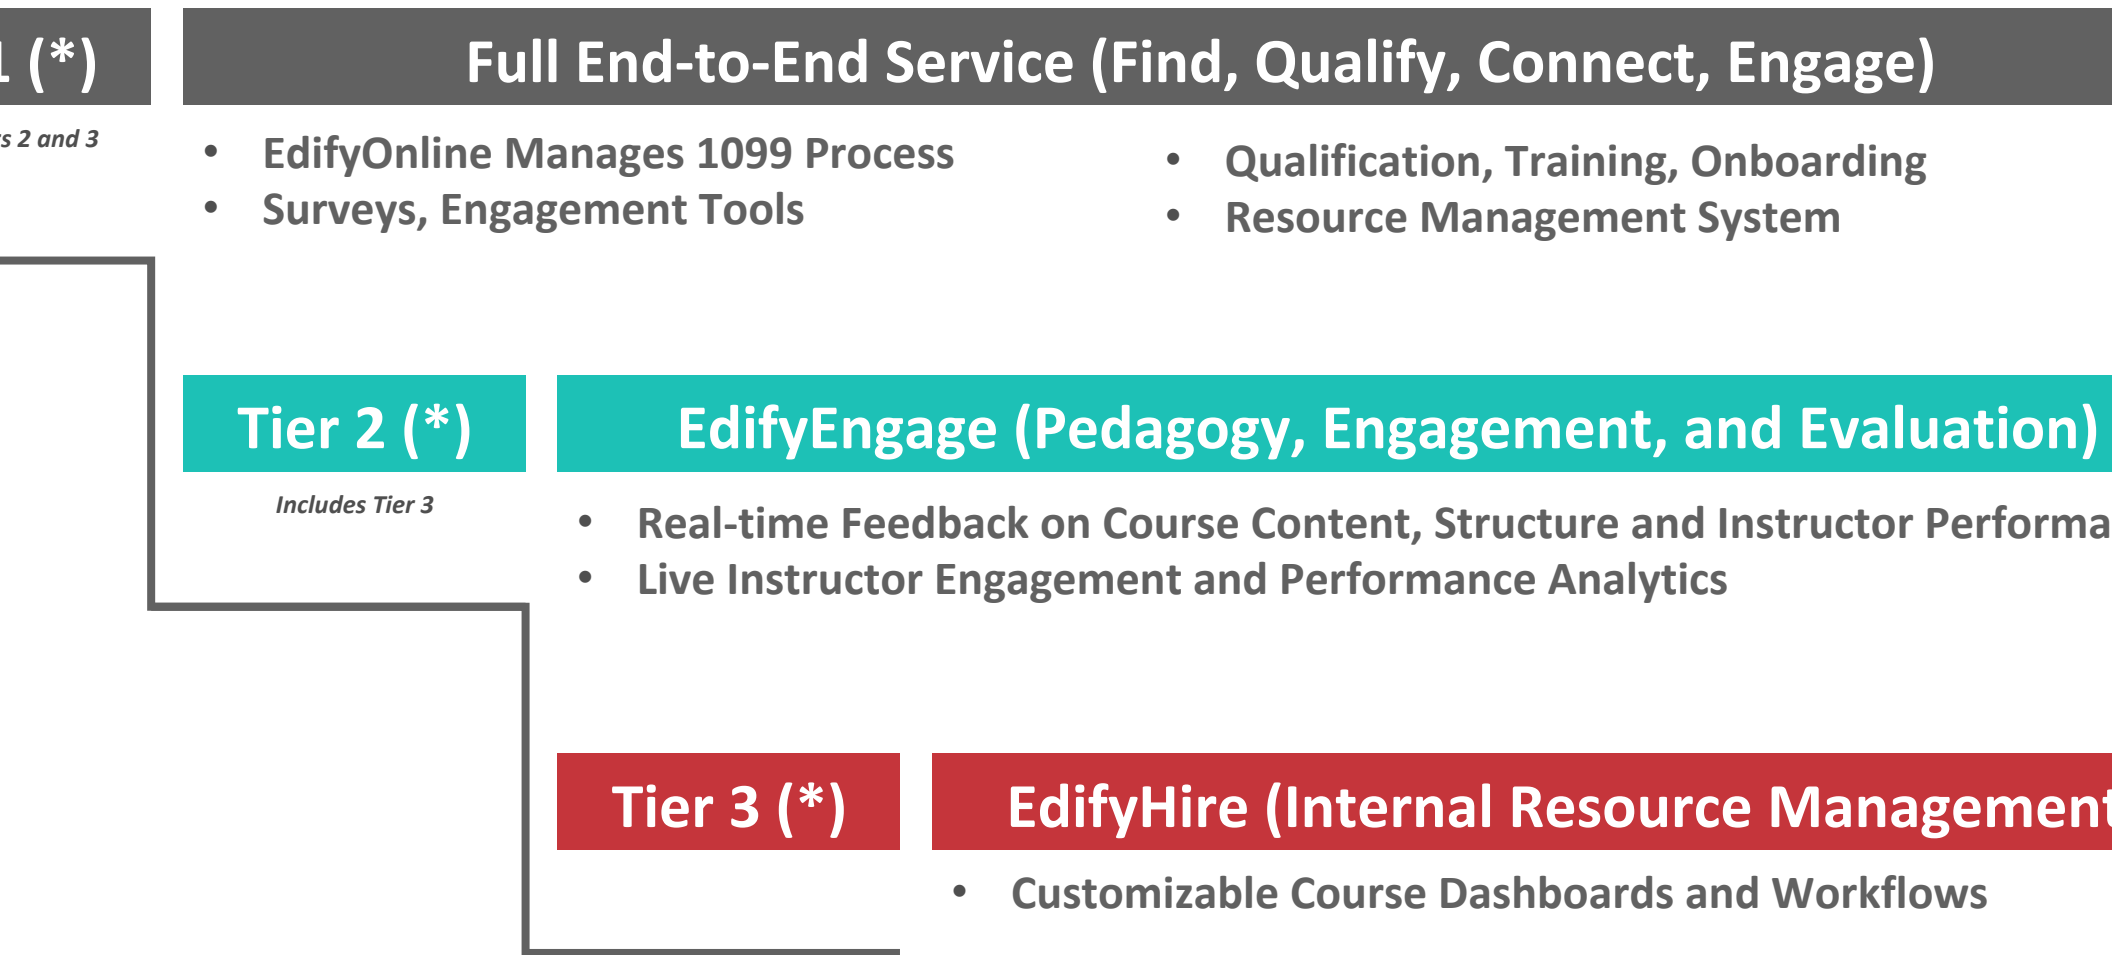 1 (*)
Full End-to-End Service (Find, Qualify, Connect, Engage)
s 2 and 3
• EdifyOnline Manages 1099 Process
• Surveys, Engagement Tools
• Qualification, Training, Onboarding
• Resource Management System
Tier 2 (*)
EdifyEngage (Pedagogy, Engagement, and Evaluation)
Includes Tier 3
• Real-time Feedback on Course Content, Structure and Instructor Performa
• Live Instructor Engagement and Performance Analytics
Tier 3 (*)
EdifyHire (Internal Resource Management
• Customizable Course Dashboards and Workflows